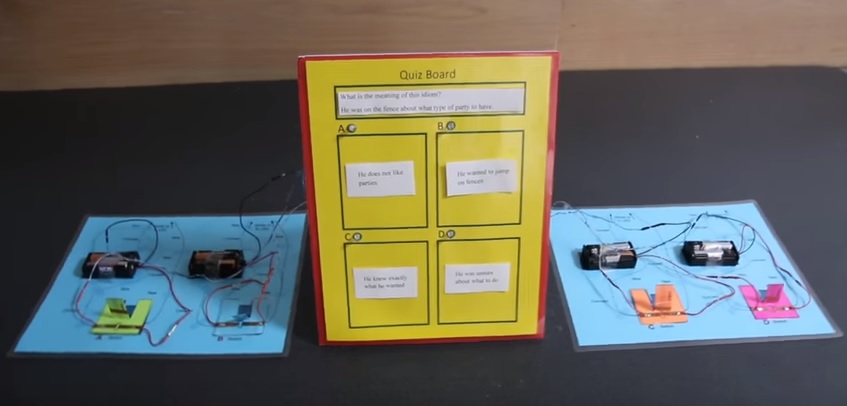 Quiz Board
What is the meaning of this idiom?
He was on the fence about what type of party to have.
A
B
He does not like
parties
He wanted to jump
on fences
C
D
He knew exactly
what he wanted
He was unsure
about what to do
A
B
C
D